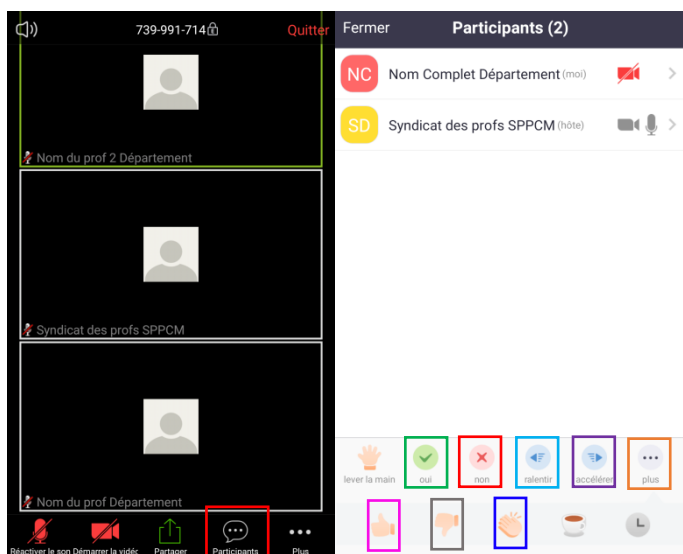 739-991-714
Quitter
Nom du prof 2 Département
Syndicat des profs SPPCM
Nom du prof Département
Réactiver le son
Démarrer la vidéc
Partager
Participants
Plus
Fermer
Participants (2)
NC
Nom Complet Département (moi)
SD
Syndicat des profs SPPCM (hôte)
lever la main
oui
non
ralentir
accélérer
plus